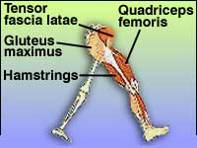 Tensor
fascia latae
Gluteus
maximus
Hamstrings
Quadriceps
femoris